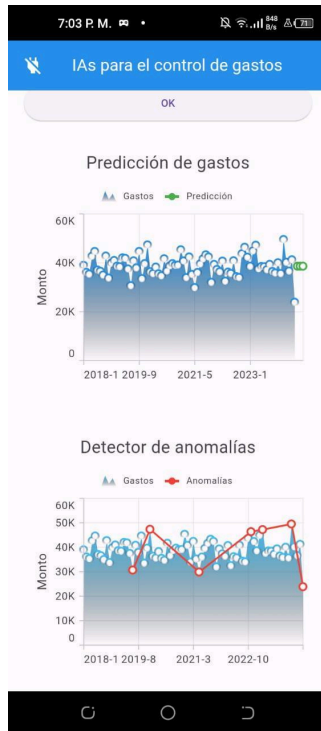 7:03 P. M.
848 B/s
71
IAs para el control de gastos
OK
Predicción de gastos
Gastos Predicción
60K
40K
20K
0
Monto
2018-1 2019-9 2021-5 2023-1
Detector de anomalías
Gastos Anomalías
60K
50K
40K
30K
20K
10K
0
Monto
2018-1 2019-8 2021-3 2022-10